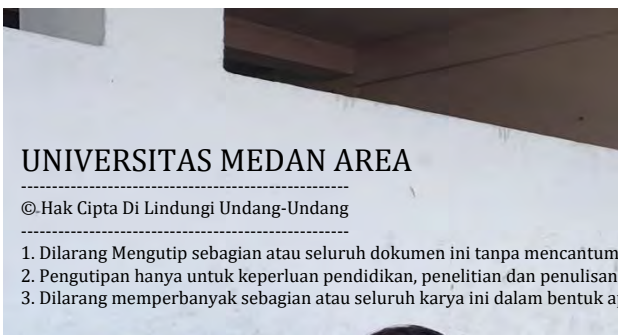 UNIVERSITAS MEDAN AREA
-----------------------------------------------------
© Hak Cipta Di Lindungi Undang-Undang
-----------------------------------------------------
1. Dilarang Mengutip sebagian atau seluruh dokumen ini tanpa mencantum
2. Pengutipan hanya untuk keperluan pendidikan, penelitian dan penulisan
3. Dilarang memperbanyak sebagian atau seluruh karya ini dalam bentuk a